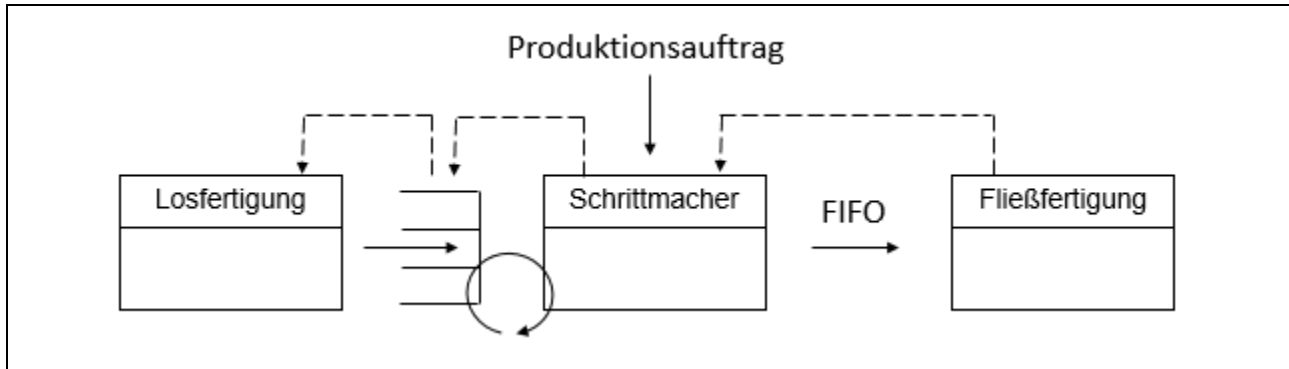 Produktionsauftrag
Losfertigung
Schrittmacher
FIFO
Fließfertigung